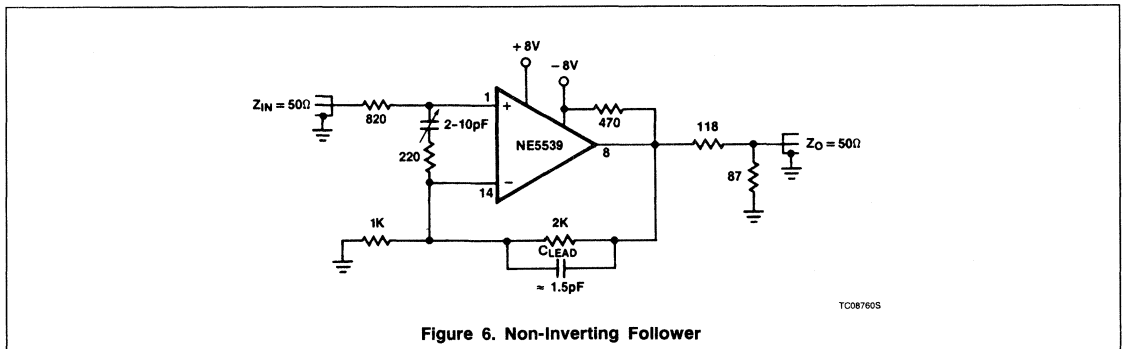 + 8V
− 8V
Z_IN = 50Ω
820
1
+
2-10pF
470
118
NE5539
8
Z_O = 50Ω
220
87
14
−
1K
2K
C_LEAD
≈ 1.5pF
TC08760S
Figure 6. Non-Inverting Follower